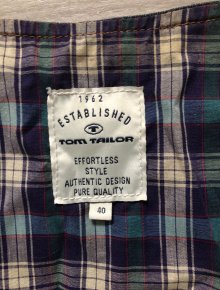 1962
ESTABLISHED
TOM TAILOR
EFFORTLESS
STYLE
AUTHENTIC DESIGN
PURE QUALITY
40